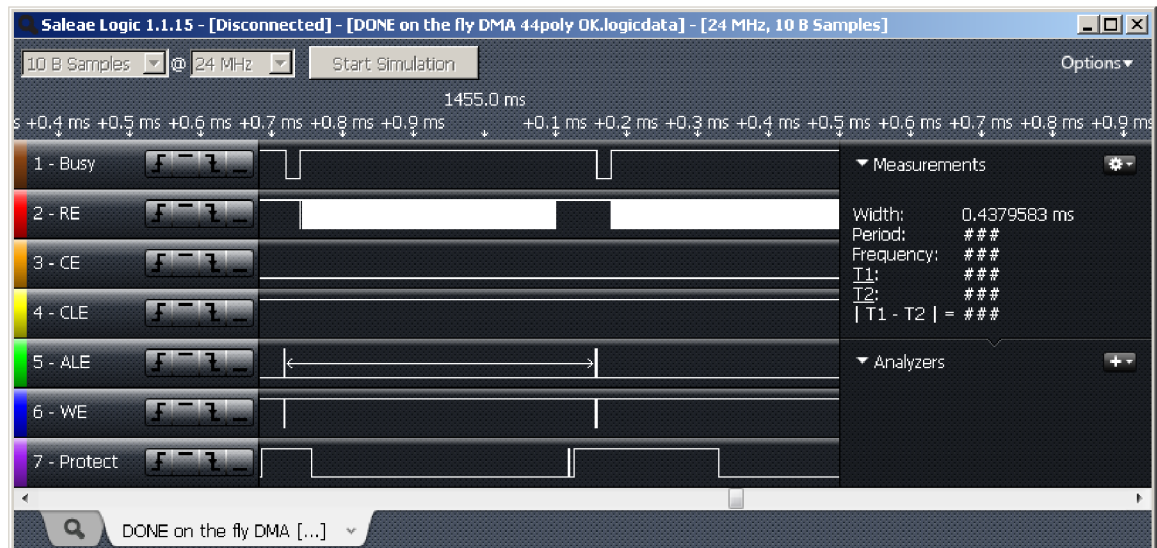 Saleae Logic 1.1.15 - [Disconnected] - [DONE on the fly DMA 44poly OK.logicdata] - [24 MHz, 10 B Samples]
10 B Samples @ 24 MHz Start Simulation Options
1455.0 ms
s +0.4 ms +0.5 ms +0.6 ms +0.7 ms +0.8 ms +0.9 ms +0.1 ms +0.2 ms +0.3 ms +0.4 ms +0.5 ms +0.6 ms +0.7 ms +0.8 ms +0.9 ms
1 - Busy
2 - RE
3 - CE
4 - CLE
5 - ALE
6 - WE
7 - Protect
Measurements
Width: 0.4379583 ms
Period: ###
Frequency: ###
T1: ###
T2: ###
| T1 - T2 | = ###
Analyzers
DONE on the fly DMA [...]